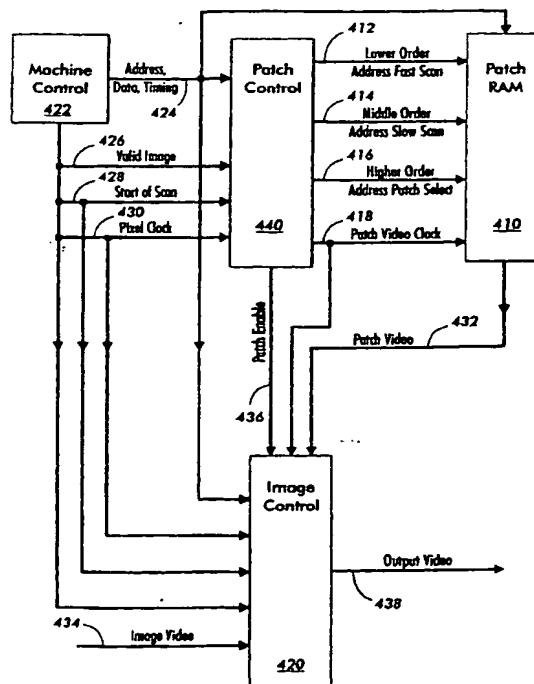 Machine
Control
422
Address,
Data, Timing
424
426
Valid Image
428
Start of Scan
430
Pixel Clock
Patch
Control
440
412
Lower Order
Address Fast Scan
414
Middle Order
Address Slow Scan
416
Higher Order
Address Patch Select
418
Patch Video Clock
Patch
RAM
410
432
Patch Video
Patch Enable
436
Image
Control
420
Output Video
438
434
Image Video